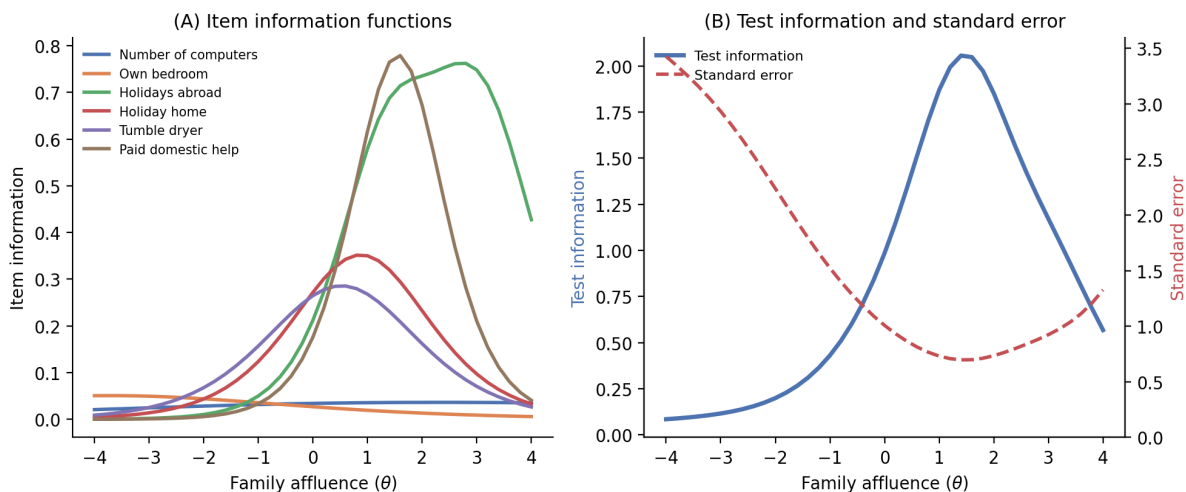 (A) Item information functions
Item information
0.8
0.7
0.6
0.5
0.4
0.3
0.2
0.1
0.0
Number of computers
Own bedroom
Holidays abroad
Holiday home
Tumble dryer
Paid domestic help
−4 −3 −2 −1 0 1 2 3 4
Family affluence (θ)
(B) Test information and standard error
Test information
2.00
1.75
1.50
1.25
1.00
0.75
0.50
0.25
0.00
Test information
Standard error
3.5
3.0
2.5
2.0
1.5
1.0
0.5
0.0
Standard error
−4 −3 −2 −1 0 1 2 3 4
Family affluence (θ)